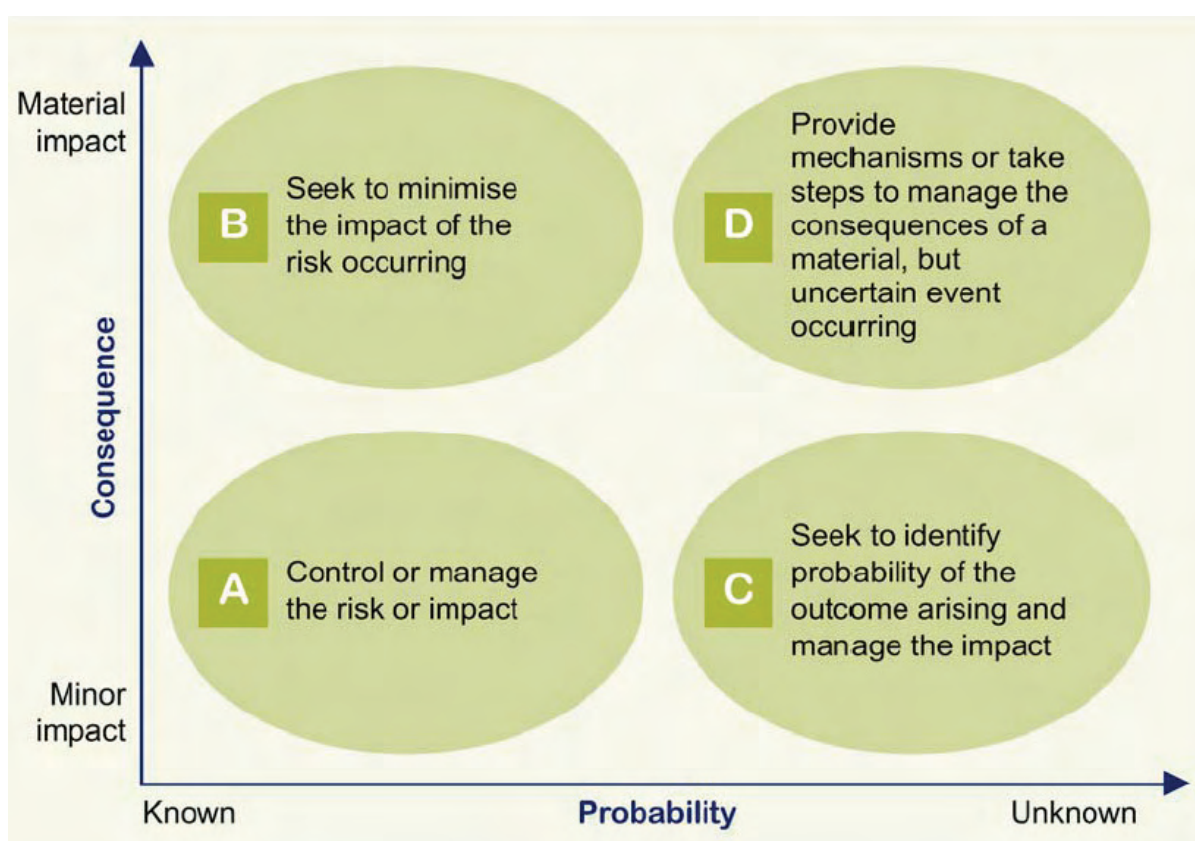 Material
impact
B
Seek to minimise
the impact of the
risk occurring
D
Provide
mechanisms or take
steps to manage the
consequences of a
material, but
uncertain event
occurring
Consequence
A
Control or manage
the risk or impact
C
Seek to identify
probability of the
outcome arising and
manage the impact
Minor
impact
Known
Probability
Unknown